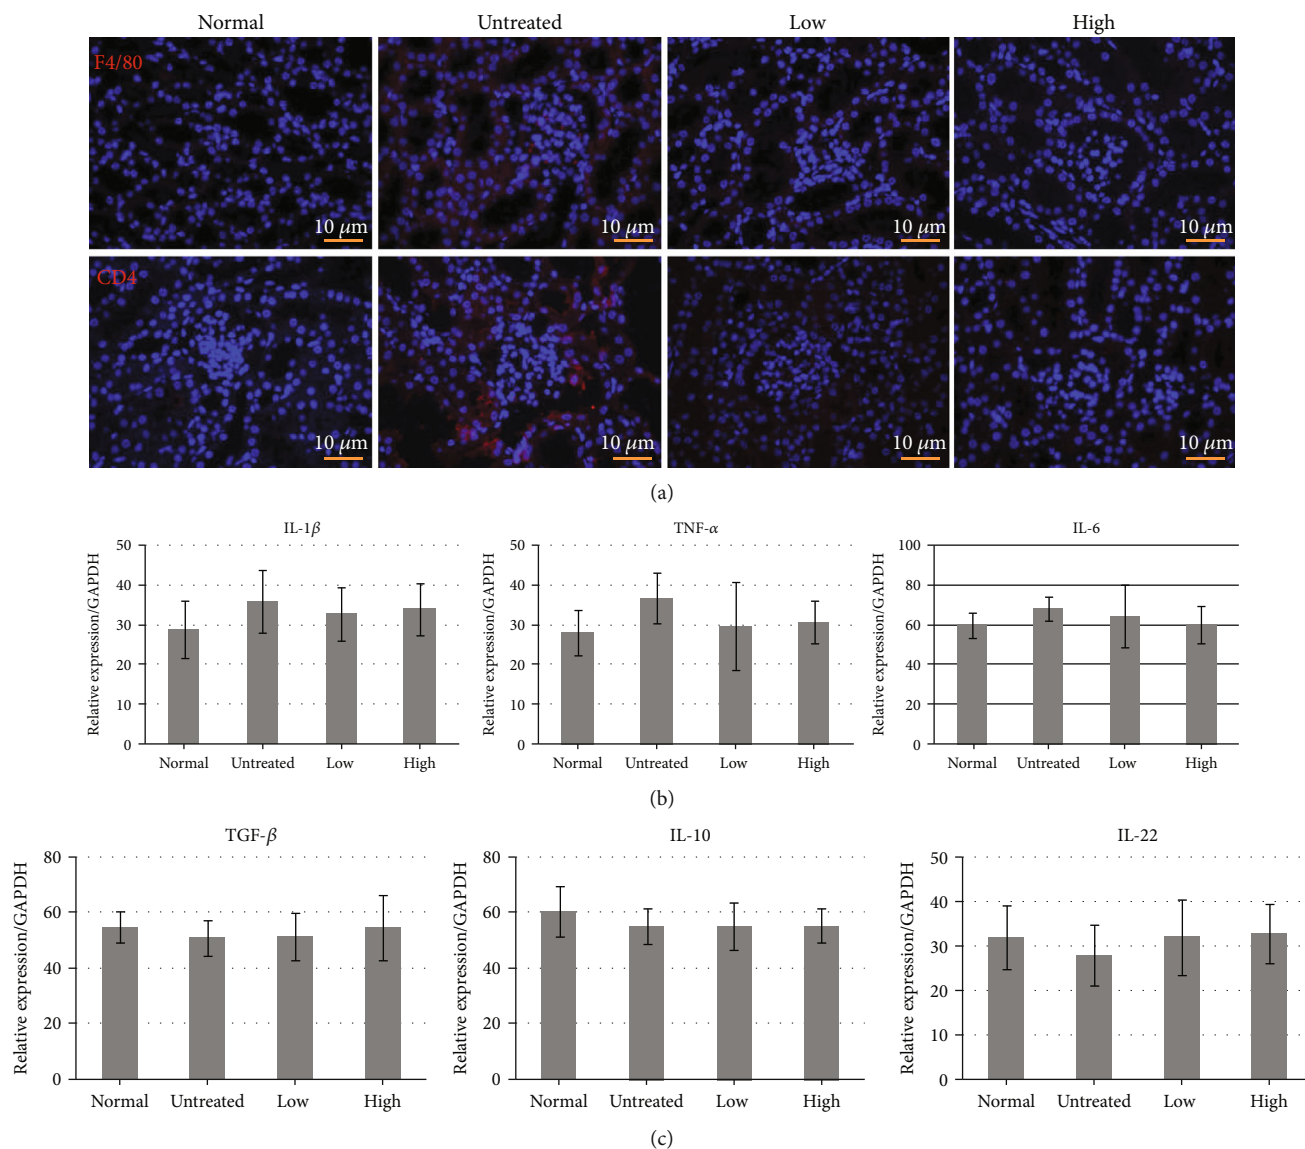 Normal Untreated Low High
F4/80
10 μm 10 μm 10 μm 10 μm
CD4
10 μm 10 μm 10 μm 10 μm
(a)
IL-1β TNF-α IL-6
Relative expression/GAPDH
50
40
30
20
10
0
Normal Untreated Low High
Relative expression/GAPDH
50
40
30
20
10
0
Normal Untreated Low High
Relative expression/GAPDH
100
80
60
40
20
0
Normal Untreated Low High
(b)
TGF-β IL-10 IL-22
Relative expression/GAPDH
80
60
40
20
0
Normal Untreated Low High
Relative expression/GAPDH
80
60
40
20
0
Normal Untreated Low High
Relative expression/GAPDH
50
40
30
20
10
0
Normal Untreated Low High
(c)